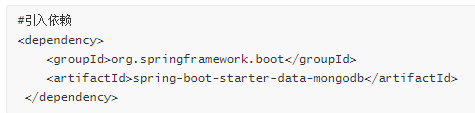 #引入依赖
<dependency>
    <groupId>org.springframework.boot</groupId>
    <artifactId>spring-boot-starter-data-mongodb</artifactId>
 </dependency>